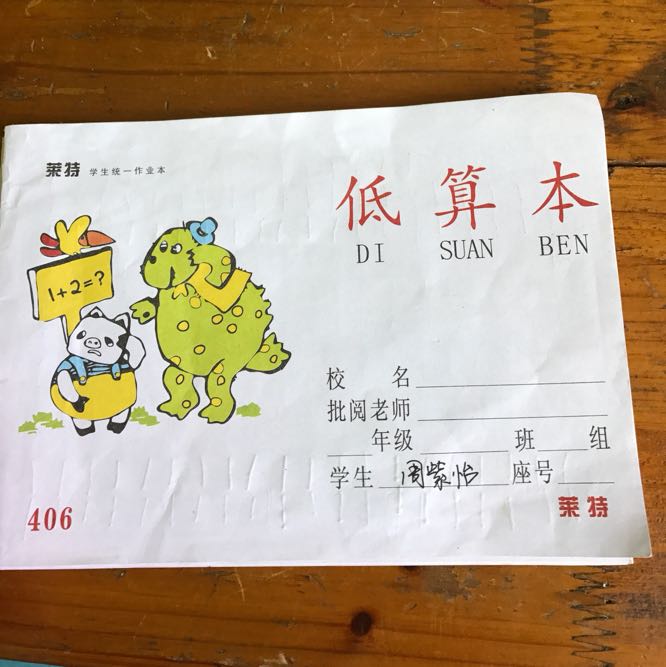 莱特 学生统一作业本
低算本
DI SUAN BEN
1+2=?
校 名
批阅老师
年级 班 组
学生 周紫怡 座号
406
莱特